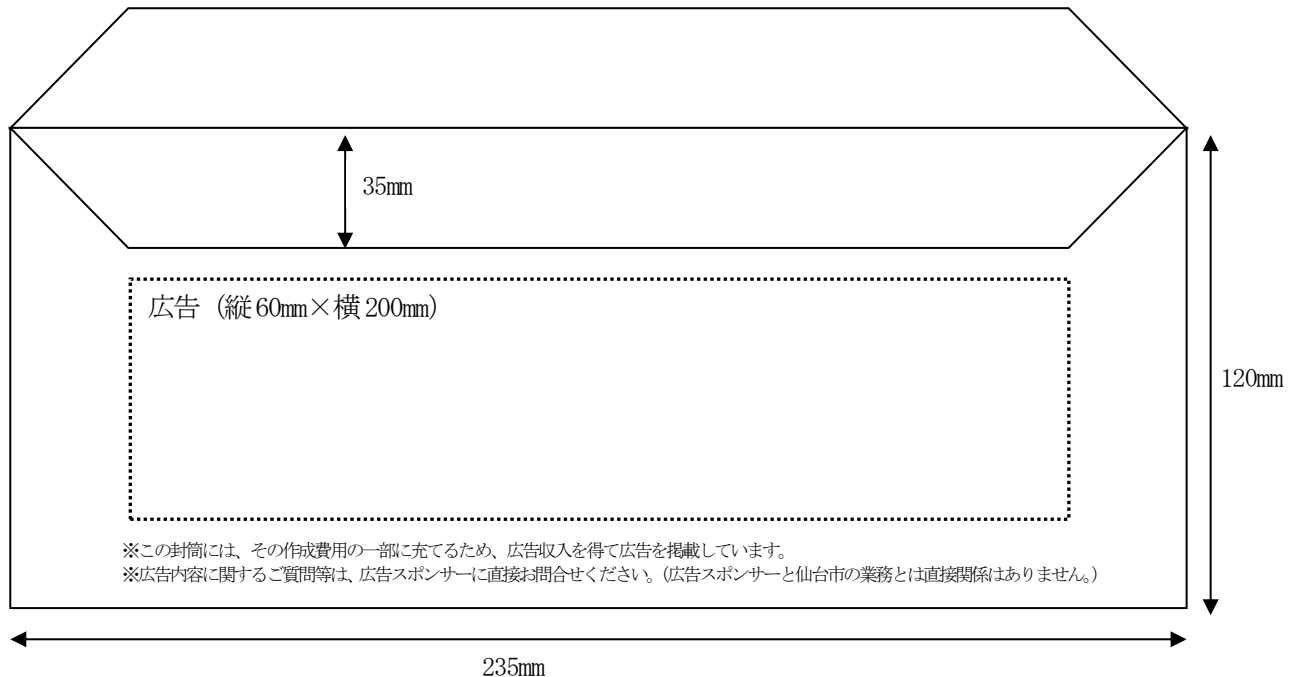 35mm
広告（縦60mm×横200mm）
120mm
※この封筒には、その作成費用の一部に充てるため、広告収入を得て広告を掲載しています。
※広告内容に関するご質問等は、広告スポンサーに直接お問合せください。（広告スポンサーと仙台市の業務とは直接関係はありません。）
235mm